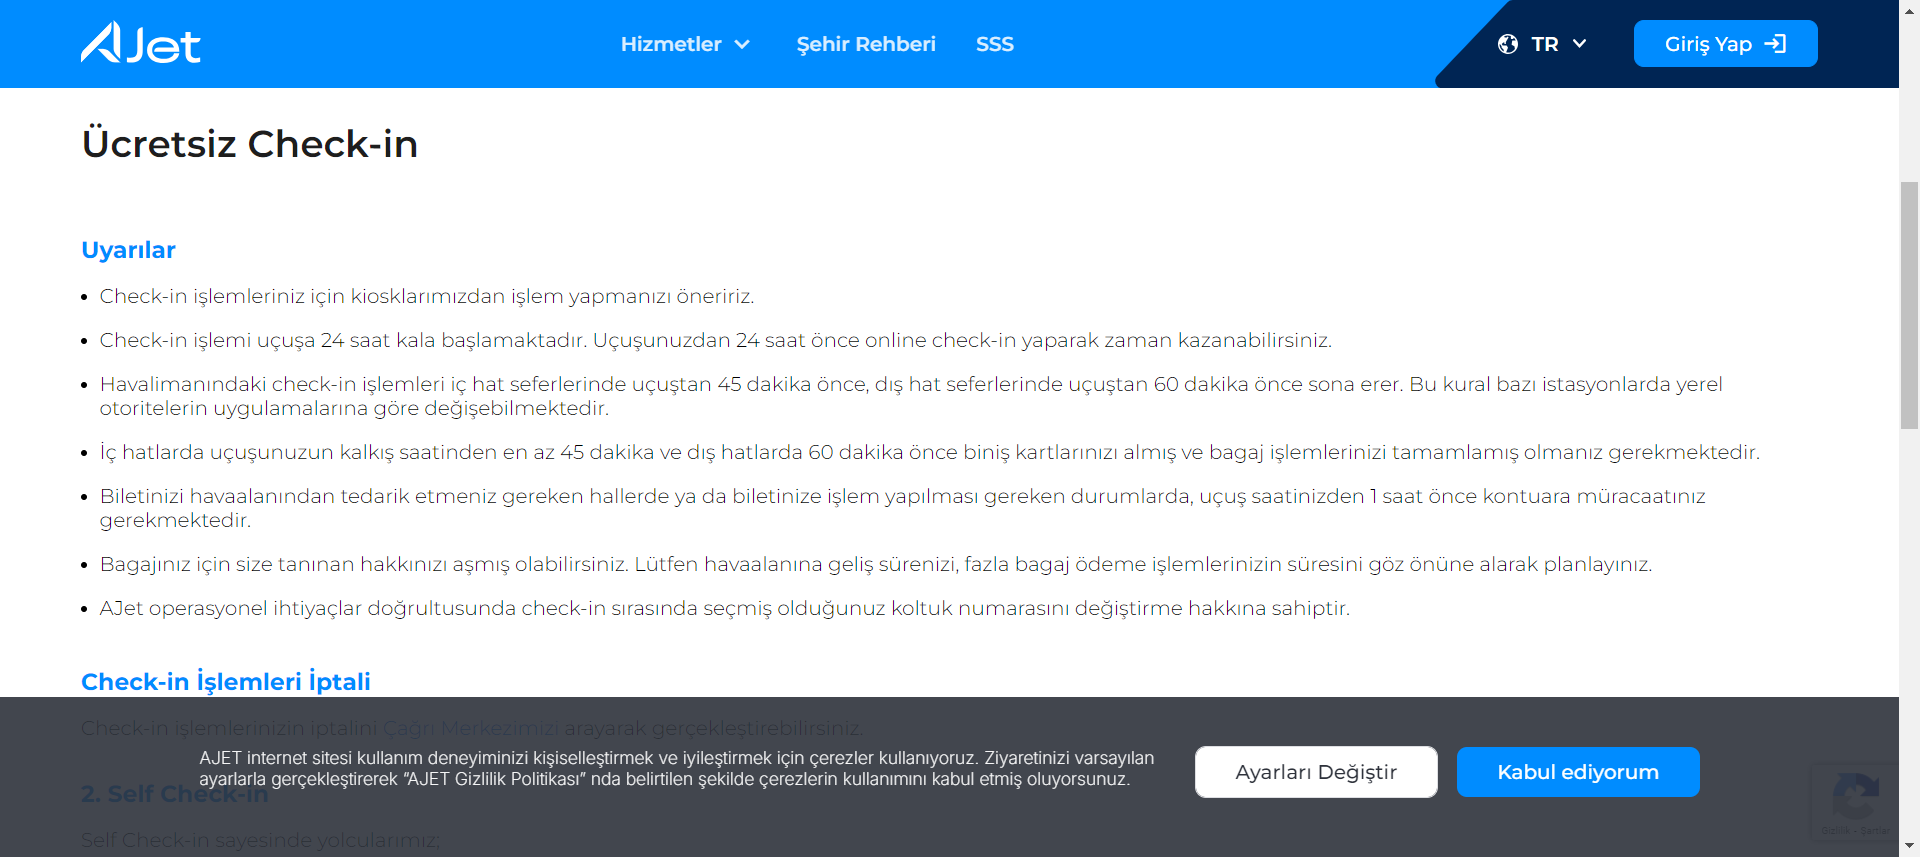 AJet
Hizmetler
Şehir Rehberi
SSS
TR
Giriş Yap
Ücretsiz Check-in
Uyarılar
Check-in işlemleriniz için kiosklarımızdan işlem yapmanızı öneririz.
Check-in işlemi uçuşa 24 saat kala başlamaktadır. Uçuşunuzdan 24 saat önce online check-in yaparak zaman kazanabilirsiniz.
Havalimanındaki check-in işlemleri iç hat seferlerinde uçuştan 45 dakika önce, dış hat seferlerinde uçuştan 60 dakika önce sona erer. Bu kural bazı istasyonlarda yerel
otoritelerin uygulamalarına göre değişebilmektedir.
İç hatlarda uçuşunuzun kalkış saatinden en az 45 dakika ve dış hatlarda 60 dakika önce biniş kartlarınızı almış ve bagaj işlemlerinizi tamamlamış olmanız gerekmektedir.
Biletinizi havaalanından tedarik etmeniz gereken hallerde ya da biletinize işlem yapılması gereken durumlarda, uçuş saatinizden 1 saat önce kontuara müracaatınız
gerekmektedir.
Bagajınız için size tanınan hakkınızı aşmış olabilirsiniz. Lütfen havaalanına geliş sürenizi, fazla bagaj ödeme işlemlerinizin süresini göz önüne alarak planlayınız.
AJet operasyonel ihtiyaçlar doğrultusunda check-in sırasında seçmiş olduğunuz koltuk numarasını değiştirme hakkına sahiptir.
Check-in İşlemleri İptali
Check-in işlemlerinizin iptalini Çağrı Merkezimizi arayarak gerçekleştirebilirsiniz.
AJET internet sitesi kullanım deneyiminizi kişiselleştirmek ve iyileştirmek için çerezler kullanıyoruz. Ziyaretinizi varsayılan
ayarlarla gerçekleştirerek “AJET Gizlilik Politikası” nda belirtilen şekilde çerezlerin kullanımını kabul etmiş oluyorsunuz.
Ayarları Değiştir
Kabul ediyorum
2. Self Check-in
Self Check-in sayesinde yolcularımız;
Gizlilik - Şartlar